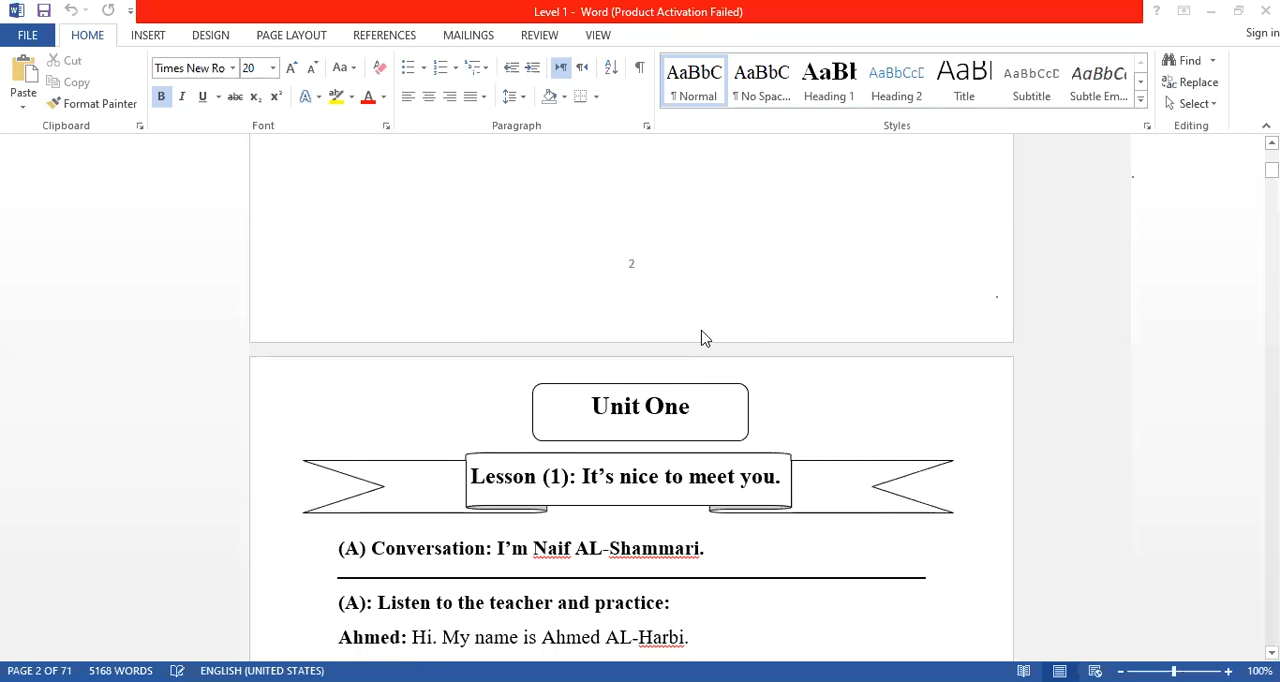 Level 1 - Word (Product Activation Failed)
FILE HOME INSERT DESIGN PAGE LAYOUT REFERENCES MAILINGS REVIEW VIEW Sign in
Paste
Cut
Copy
Format Painter
Clipboard
Times New Ro 20
Font
Paragraph
AaBbC AaBbC AaBbl AaBbCcD AaBl AaBbCcC AaBbCc
¶ Normal ¶ No Spac... Heading 1 Heading 2 Title Subtitle Subtle Em...
Styles
Find
Replace
Select
Editing
2
Unit One
Lesson (1): It’s nice to meet you.
(A) Conversation: I’m Naif AL-Shammari.
(A): Listen to the teacher and practice:
Ahmed: Hi. My name is Ahmed AL-Harbi.
PAGE 2 OF 71 5168 WORDS ENGLISH (UNITED STATES) 100%